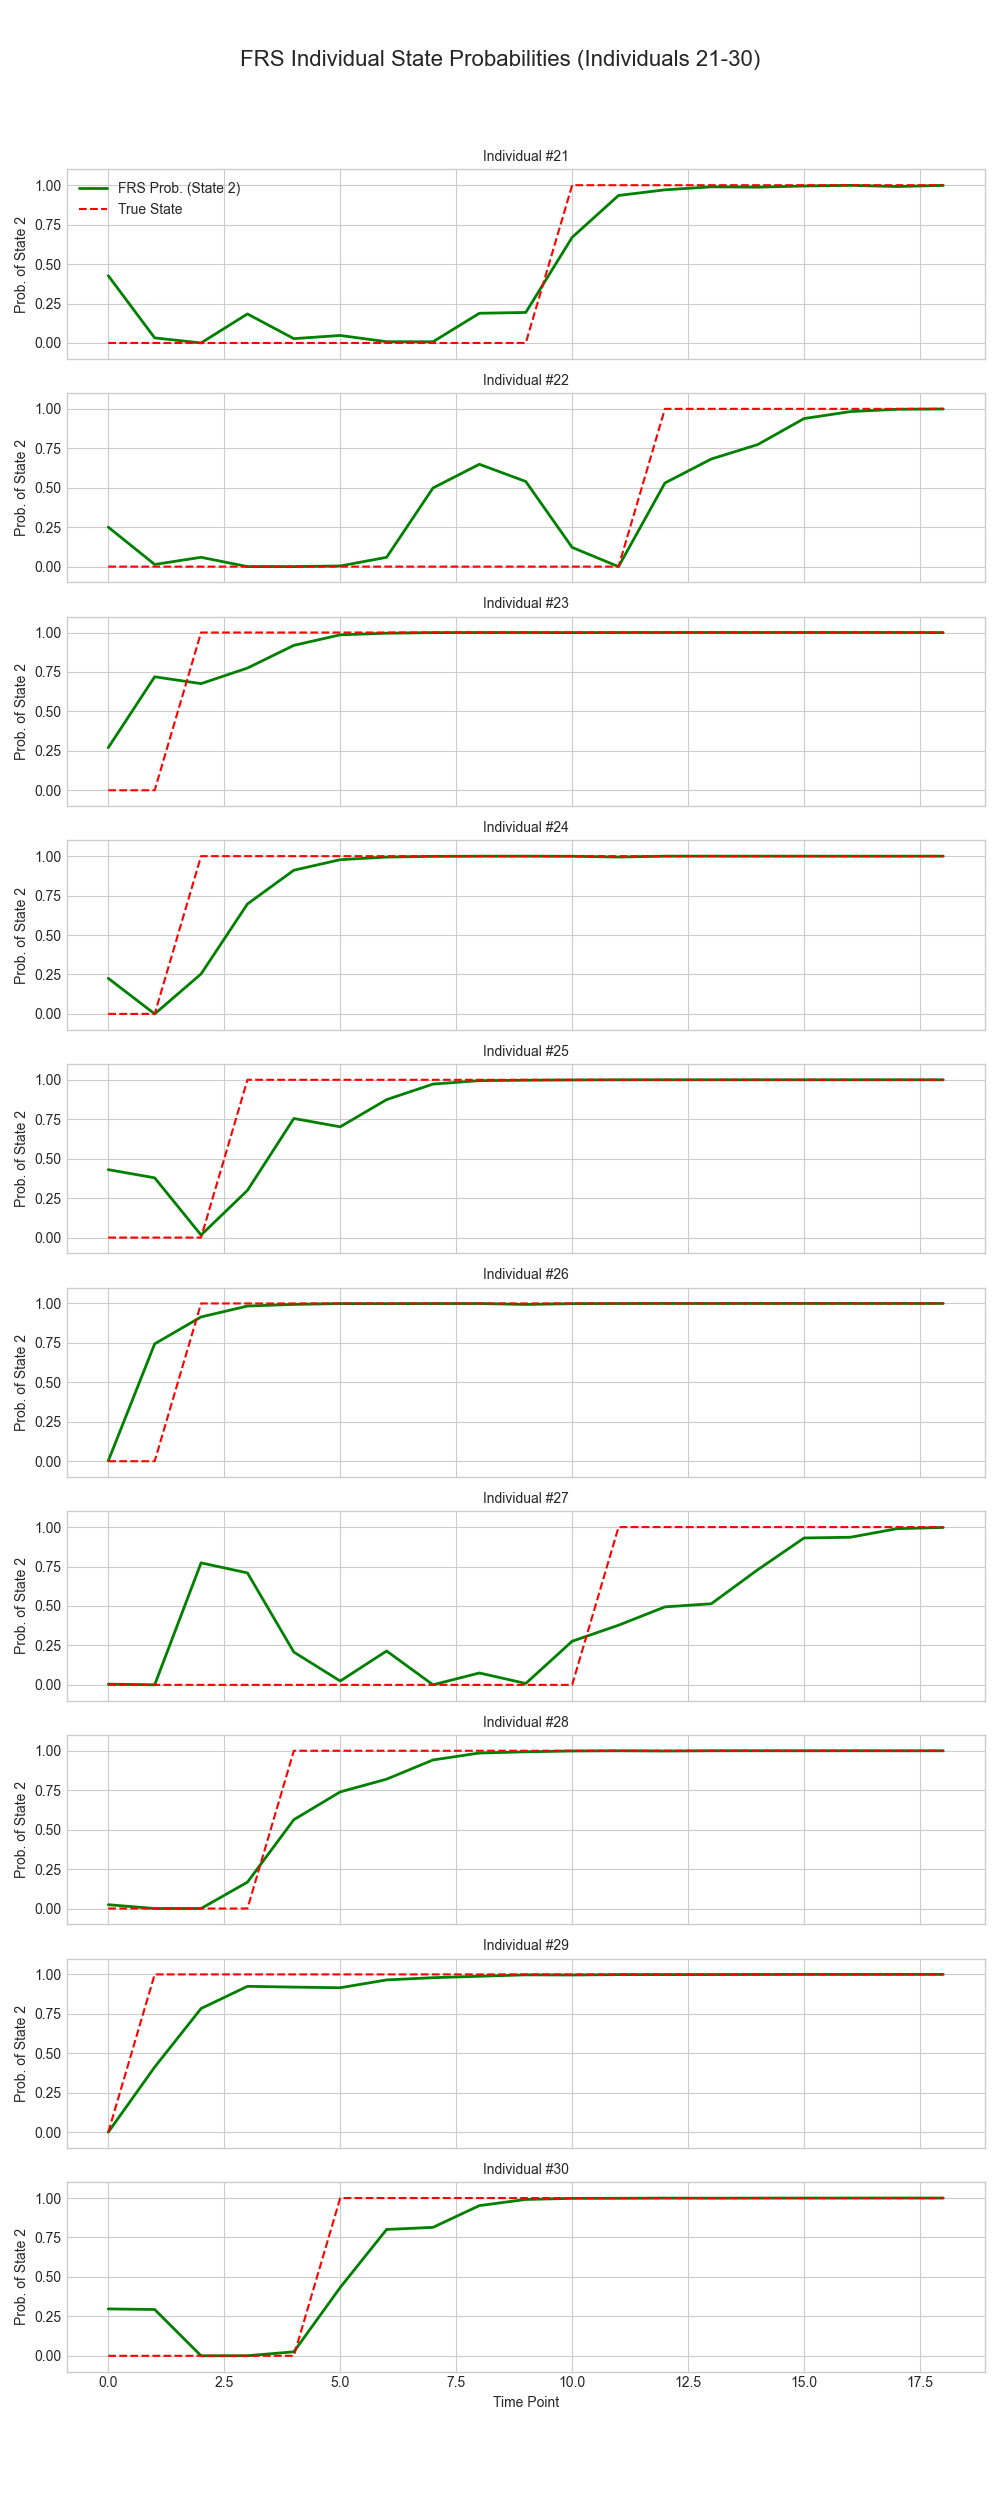 FRS Individual State Probabilities (Individuals 21-30)
Individual #21
1.00
0.75
0.50
0.25
0.00
Prob. of State 2
FRS Prob. (State 2)
True State
Individual #22
1.00
0.75
0.50
0.25
0.00
Prob. of State 2
Individual #23
1.00
0.75
0.50
0.25
0.00
Prob. of State 2
Individual #24
1.00
0.75
0.50
0.25
0.00
Prob. of State 2
Individual #25
1.00
0.75
0.50
0.25
0.00
Prob. of State 2
Individual #26
1.00
0.75
0.50
0.25
0.00
Prob. of State 2
Individual #27
1.00
0.75
0.50
0.25
0.00
Prob. of State 2
Individual #28
1.00
0.75
0.50
0.25
0.00
Prob. of State 2
Individual #29
1.00
0.75
0.50
0.25
0.00
Prob. of State 2
Individual #30
1.00
0.75
0.50
0.25
0.00
Prob. of State 2
0.0 2.5 5.0 7.5 10.0 12.5 15.0 17.5
Time Point